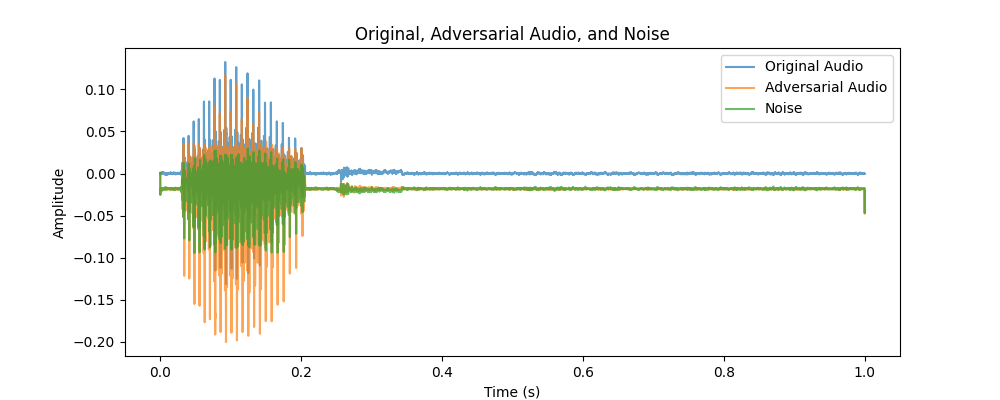 Original, Adversarial Audio, and Noise
Original Audio
Adversarial Audio
Noise
Amplitude
0.10
0.05
0.00
−0.05
−0.10
−0.15
−0.20
0.0 0.2 0.4 0.6 0.8 1.0
Time (s)